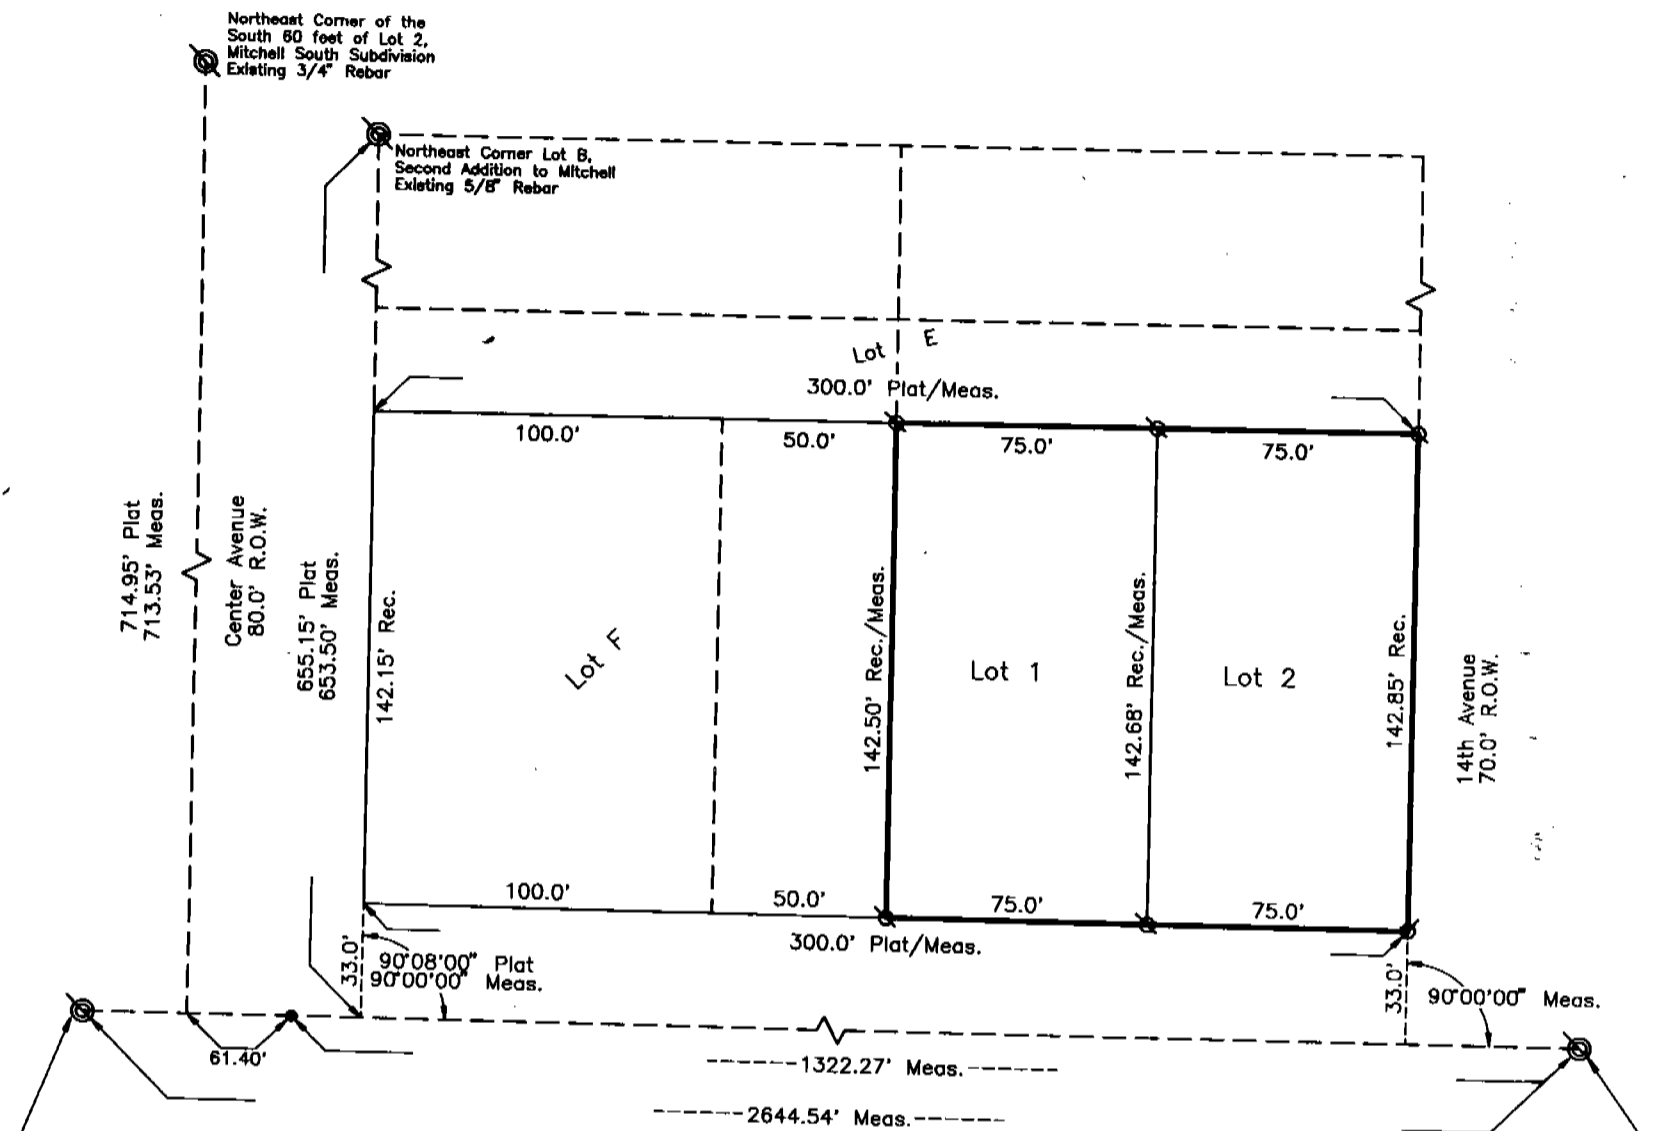 Northeast Corner of the
South 60 feet of Lot 2,
Mitchell South Subdivision
Existing 3/4" Rebar
Northeast Corner Lot B,
Second Addition to Mitchell
Existing 5/8" Rebar
Lot E
300.0' Plat/Meas.
100.0'
50.0'
75.0'
75.0'
714.95' Plat
713.53' Meas.
Center Avenue
80.0' R.O.W.
655.15' Plat
653.50' Meas.
142.15' Rec.
Lot F
142.50' Rec./Meas.
Lot 1
142.68' Rec./Meas.
Lot 2
142.85' Rec.
14th Avenue
70.0' R.O.W.
100.0'
50.0'
75.0'
75.0'
300.0' Plat/Meas.
33.0'
90°08'00" Plat
90°00'00" Meas.
33.0'
90°00'00" Meas.
61.40'
1322.27' Meas.
2644.54' Meas.